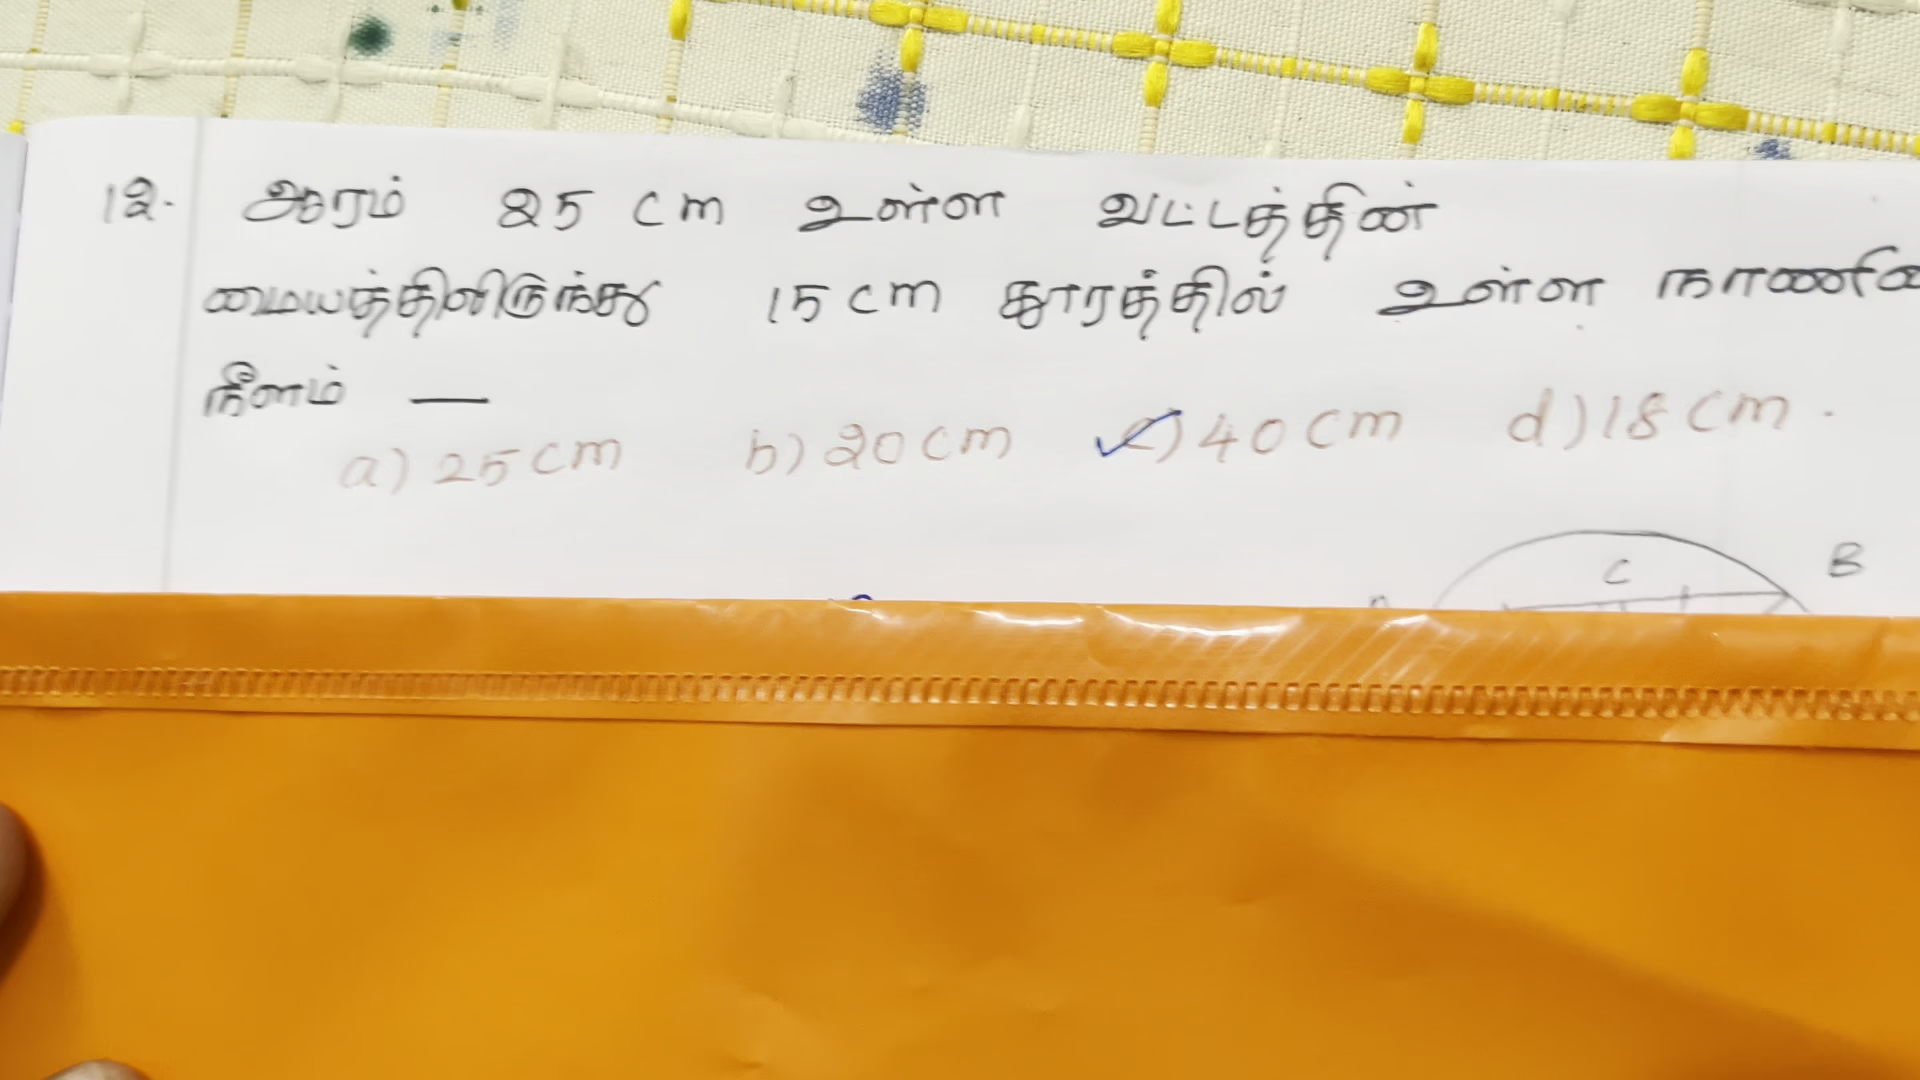 12. ஆரம் 25 cm உள்ள வட்டத்தின்
மையத்திலிருந்து 15 cm தூரத்தில் உள்ள
நீளம் —
a) 25 cm b) 20 cm c) 40 cm d) 18 cm.
C B